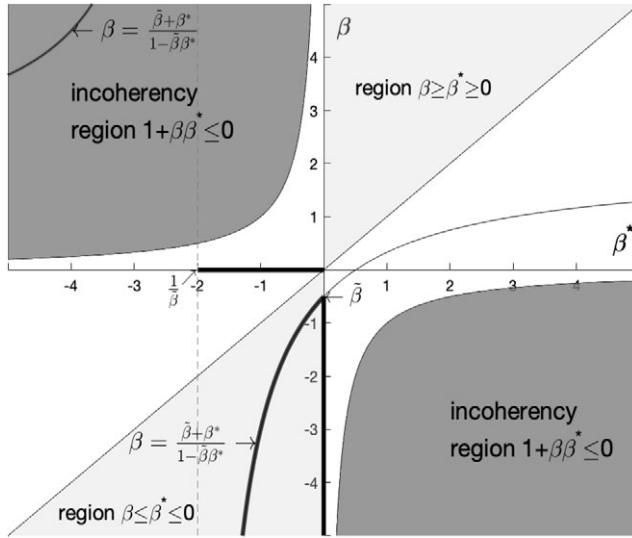 β = (β̃+β*)/(1−β̃β*)
β
incoherency
region 1+ββ*≤0
region β≥β*≥0
4
3
2
1
β*
-4 -3 -2 -1 1 2 3 4
1/β̃
β̃
-1
-2
-3
-4
incoherency
region 1+ββ*≤0
β = (β̃+β*)/(1−β̃β*)
region β≤β*≤0